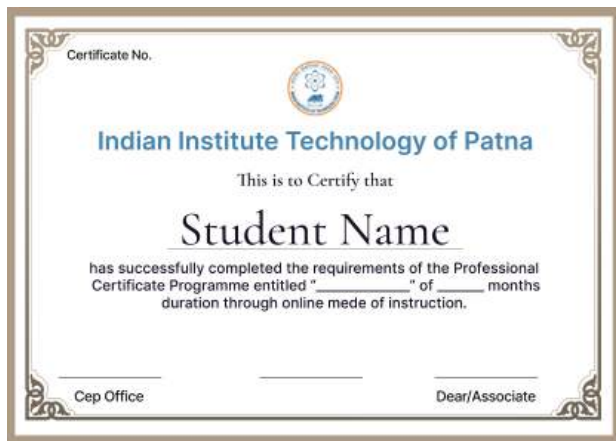 Certificate No.
Indian Institute Technology of Patna
This is to Certify that
Student Name
has successfully completed the requirements of the Professional
Certificate Programme entitled "____________" of ______ months
duration through online mede of instruction.
Cep Office
Dear/Associate